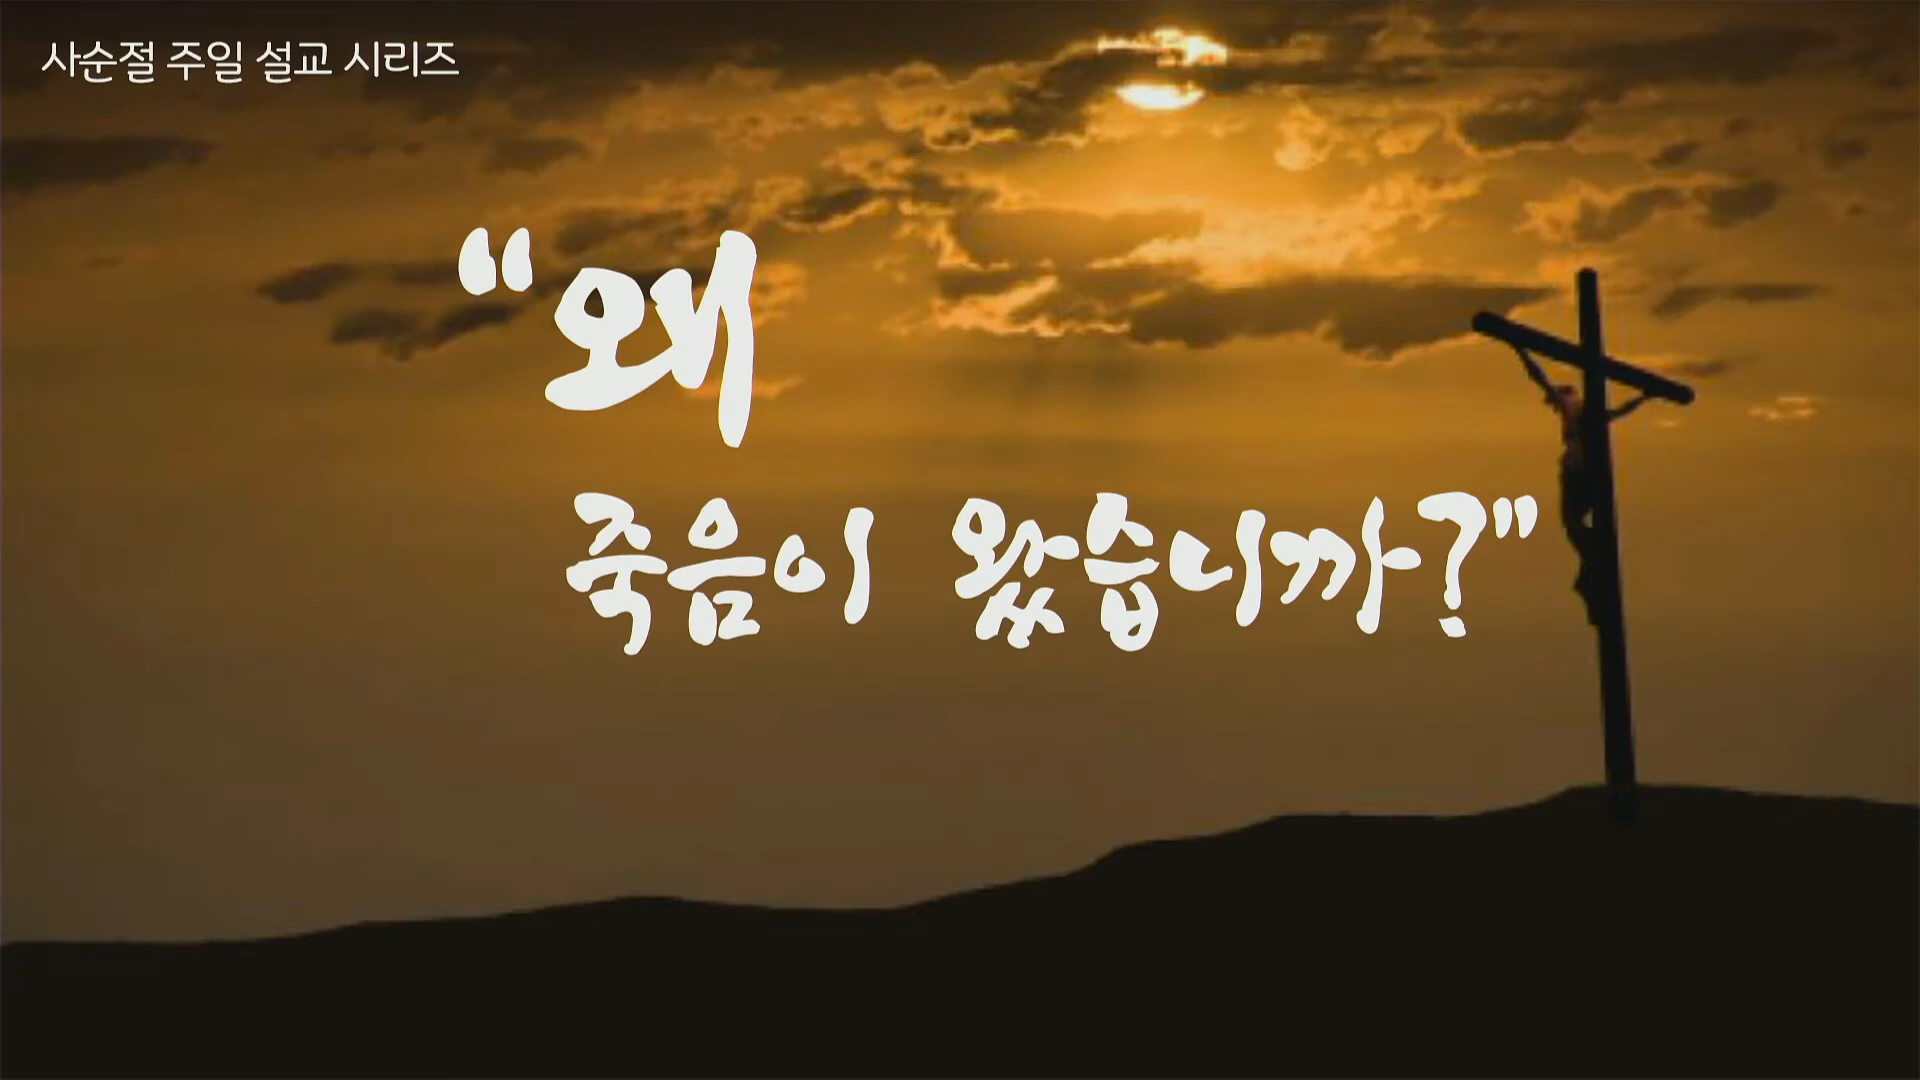 사순절 주일 설교 시리즈
“왜
죽음이 왔습니까?”